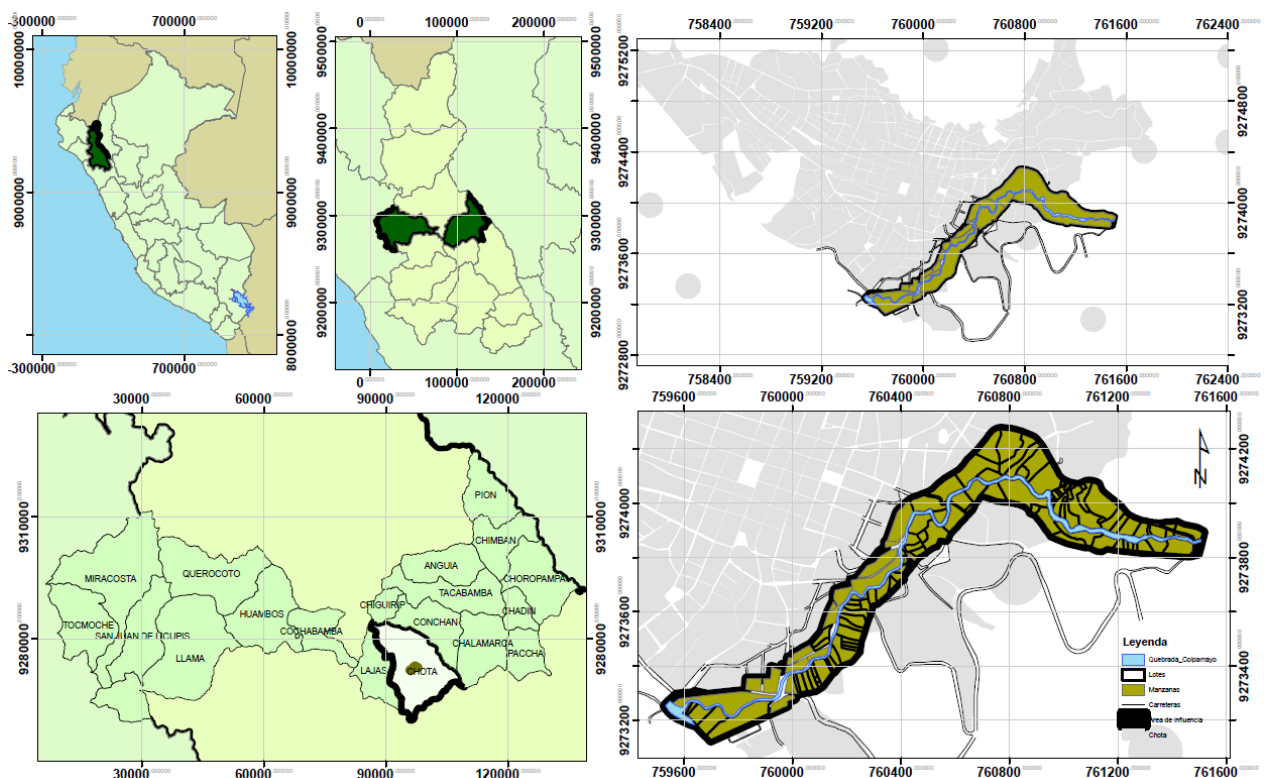 -300000 700000
10000000
9000000
10000000
9000000
8000000
-300000 700000
0 100000 200000
9500000
9400000
9300000
9200000
9500000
9400000
9300000
9200000
0 100000 200000
758400 759200 760000 760800 761600 762400
9275200
9274400
9273600
9272800
9274800
9274000
9273200
758400 759200 760000 760800 761600 762400
30000 60000 90000 120000
9310000
9280000
9310000
9280000
PION
CHIMBAN
ANGUIA
CHOROPAMPA
MIRACOSTA
QUEROCOTO
TACABAMBA
CHIGUIRIP
CHADIN
HUAMBOS
CONCHAN
TOCMOCHE
SAN JUAN DE LICUPIS
COCHABAMBA
CHALAMARCA
PACCHA
LLAMA
LAJAS
CHOTA
30000 60000 90000 120000
759600 760000 760400 760800 761200 761600
9274000
9273600
9273200
9274200
9273800
9273400
N
Leyenda
Quebrada_Colpamayo
Lotes
Manzanas
Carreteras
Área de influencia
Chota
759600 760000 760400 760800 761200 761600